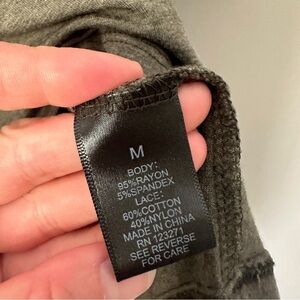 M
BODY:
95%RAYON
5%SPANDEX
LACE:
60%COTTON
40%NYLON
MADE IN CHINA
RN 123271
SEE REVERSE
FOR CARE